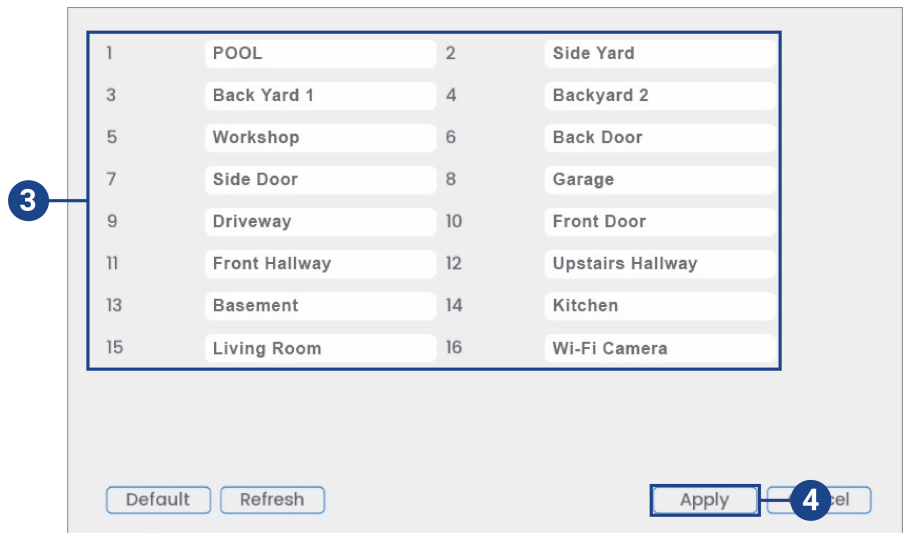 1 POOL 2 Side Yard
3 Back Yard 1 4 Backyard 2
5 Workshop 6 Back Door
7 Side Door 8 Garage
3
9 Driveway 10 Front Door
11 Front Hallway 12 Upstairs Hallway
13 Basement 14 Kitchen
15 Living Room 16 Wi-Fi Camera
Default Refresh Apply 4